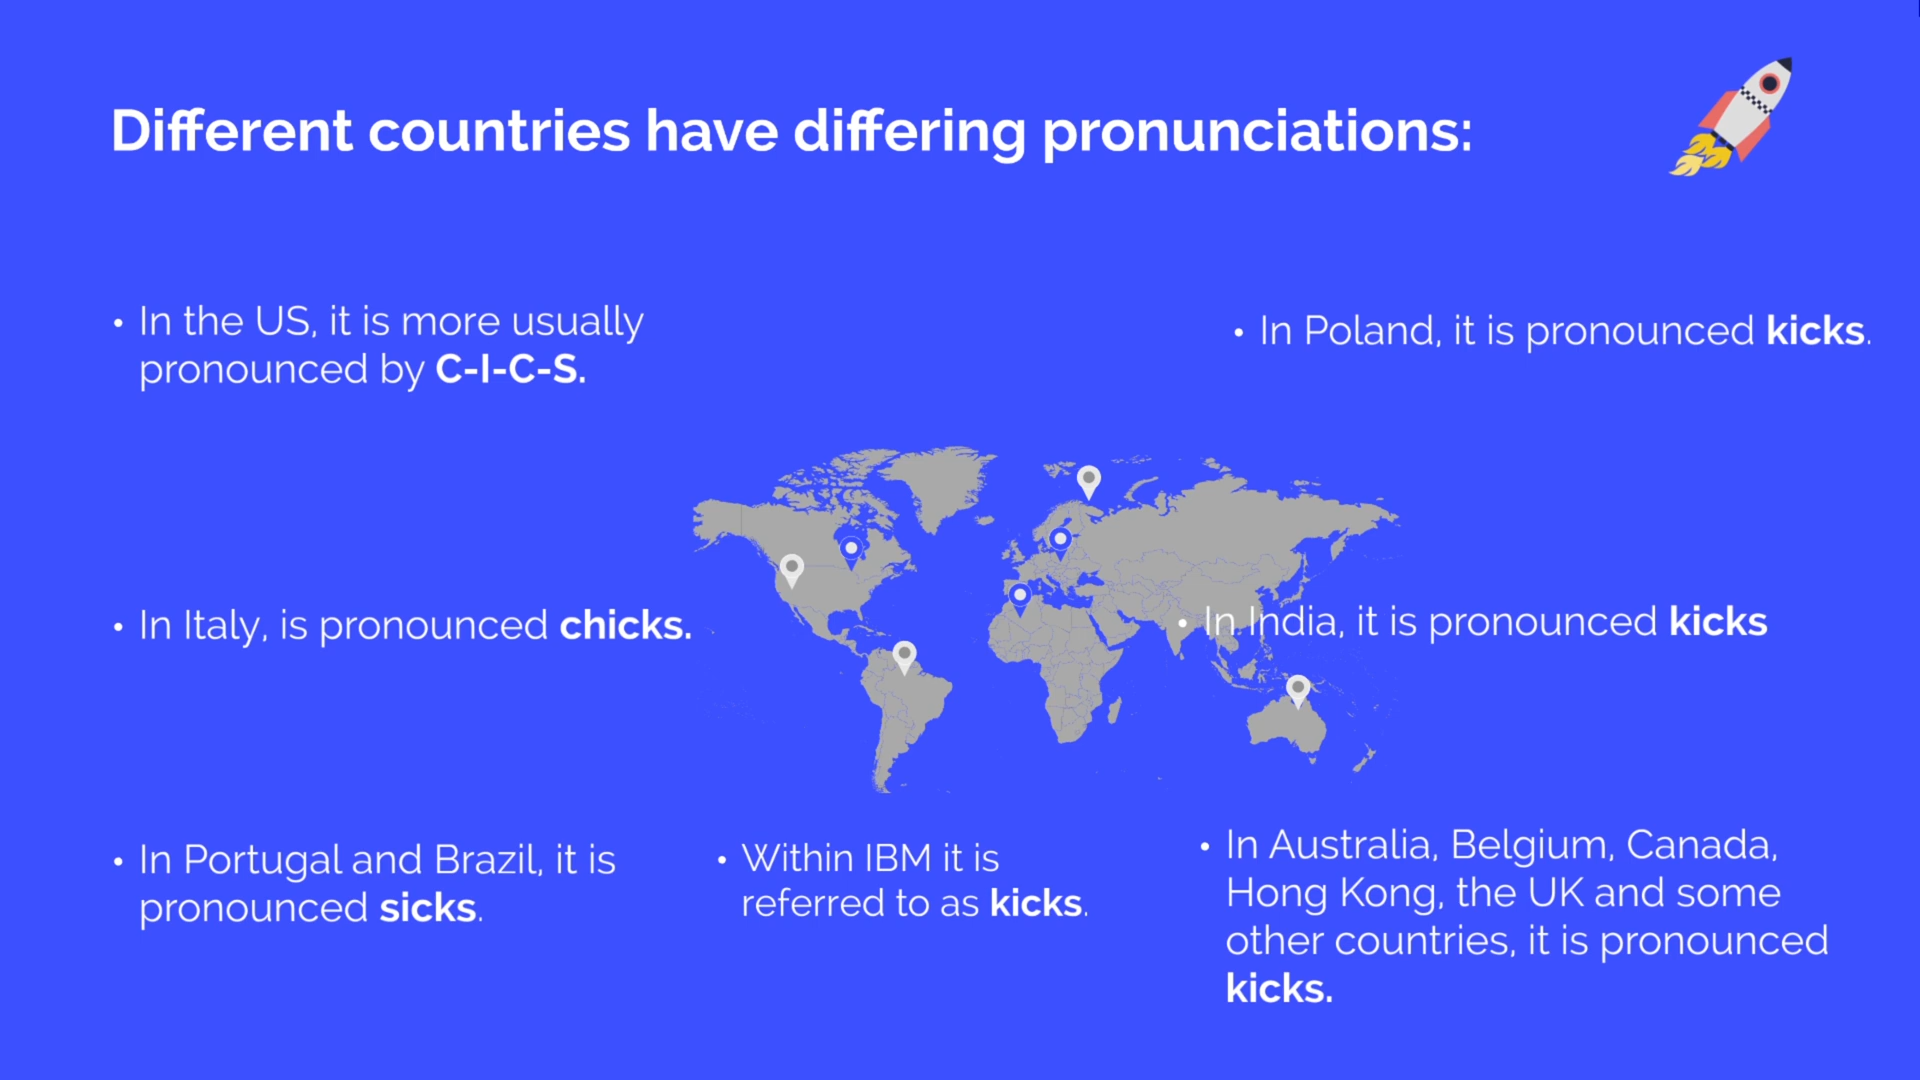 Different countries have differing pronunciations:
• In the US, it is more usually
pronounced by C-I-C-S.
• In Poland, it is pronounced kicks.
• In Italy, is pronounced chicks.
• In India, it is pronounced kicks
• In Portugal and Brazil, it is
pronounced sicks.
• Within IBM it is
referred to as kicks.
• In Australia, Belgium, Canada,
Hong Kong, the UK and some
other countries, it is pronounced
kicks.